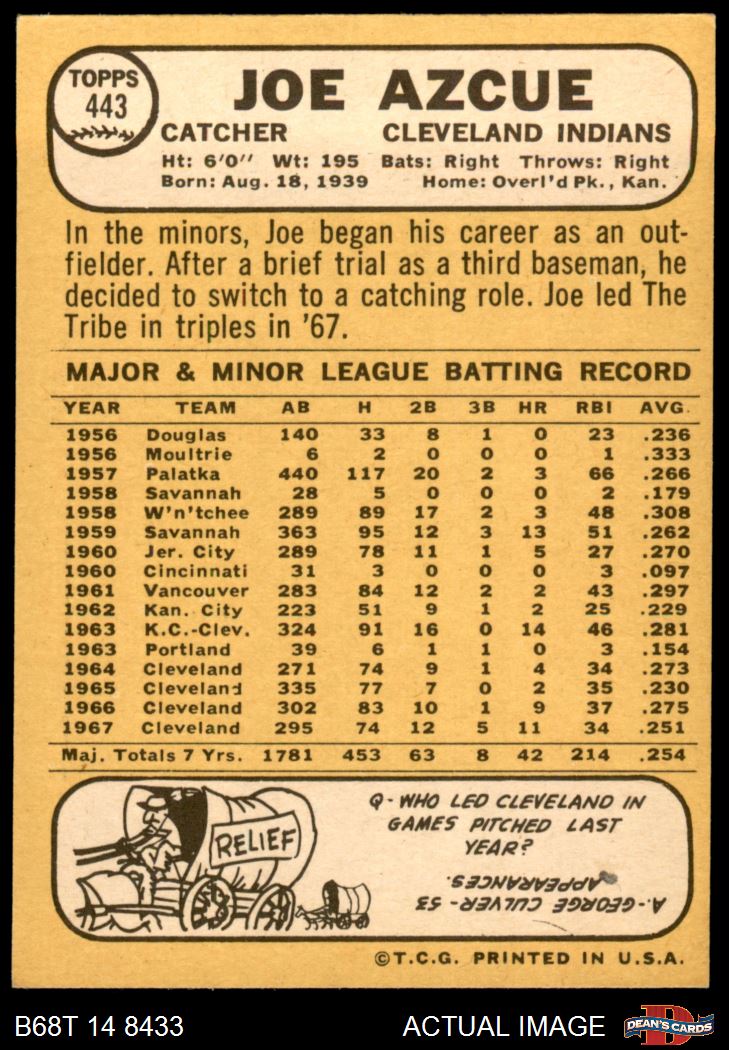 TOPPS
443
JOE AZCUE
CATCHER CLEVELAND INDIANS
Ht: 6'0" Wt: 195 Bats: Right Throws: Right
Born: Aug. 18, 1939 Home: Overl'd Pk., Kan.
In the minors, Joe began his career as an out-
fielder. After a brief trial as a third baseman, he
decided to switch to a catching role. Joe led The
Tribe in triples in '67.
MAJOR & MINOR LEAGUE BATTING RECORD
YEAR TEAM AB H 2B 3B HR RBI AVG.
1956 Douglas 140 33 8 1 0 23 .236
1956 Moultrie 6 2 0 0 0 1 .333
1957 Palatka 440 117 20 2 3 66 .266
1958 Savannah 28 5 0 0 0 2 .179
1958 W'n'tchee 289 89 17 2 3 48 .308
1959 Savannah 363 95 12 3 13 51 .262
1960 Jer. City 289 78 11 1 5 27 .270
1960 Cincinnati 31 3 0 0 0 3 .097
1961 Vancouver 283 84 12 2 2 43 .297
1962 Kan. City 223 51 9 1 2 25 .229
1963 K.C.-Clev. 324 91 16 0 14 46 .281
1963 Portland 39 6 1 1 0 3 .154
1964 Cleveland 271 74 9 1 4 34 .273
1965 Cleveland 335 77 7 0 2 35 .230
1966 Cleveland 302 83 10 1 9 37 .275
1967 Cleveland 295 74 12 5 11 34 .251
Maj. Totals 7 Yrs. 1781 453 63 8 42 214 .254
RELIEF
Q- WHO LED CLEVELAND IN
GAMES PITCHED LAST
YEAR?
A- GEORGE CULVER - 53
APPEARANCES.
©T.C.G. PRINTED IN U.S.A.
B68T 14 8433 ACTUAL IMAGE
D
DEAN'S CARDS